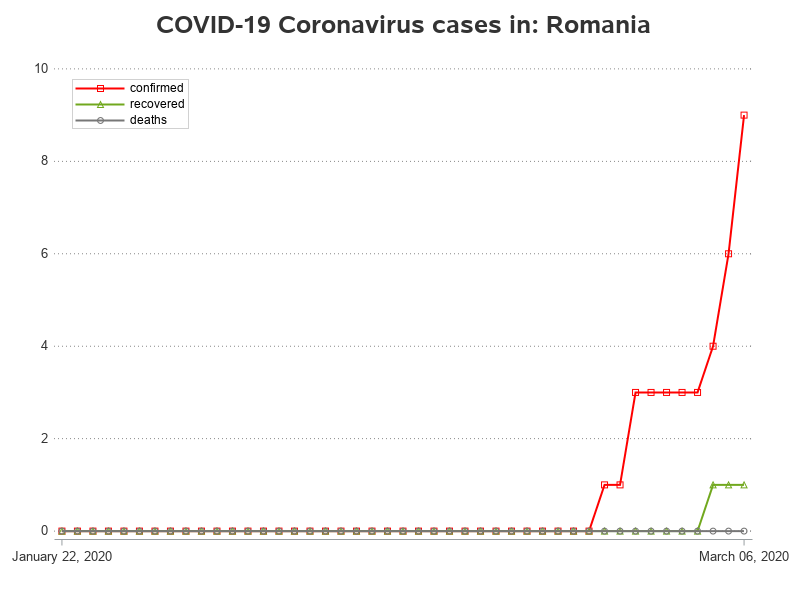 COVID-19 Coronavirus cases in: Romania
10
confirmed
recovered
deaths
8
6
4
2
0
January 22, 2020
March 06, 2020